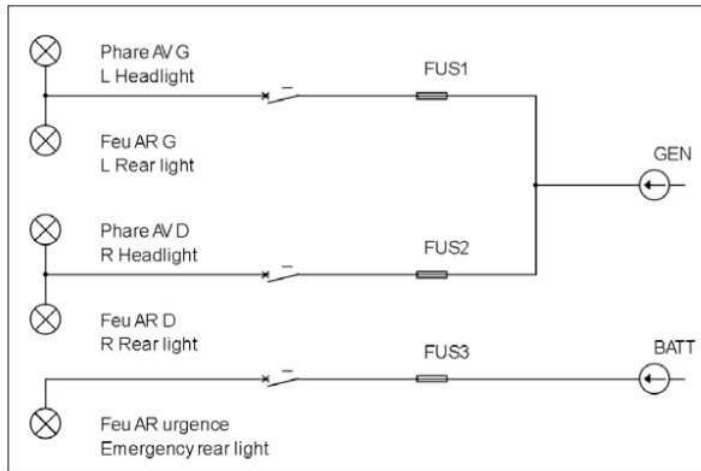 Phare AV G
L Headlight
FUS1
Feu AR G
L Rear light
GEN
Phare AV D
R Headlight
FUS2
Feu AR D
R Rear light
FUS3
BATT
Feu AR urgence
Emergency rear light